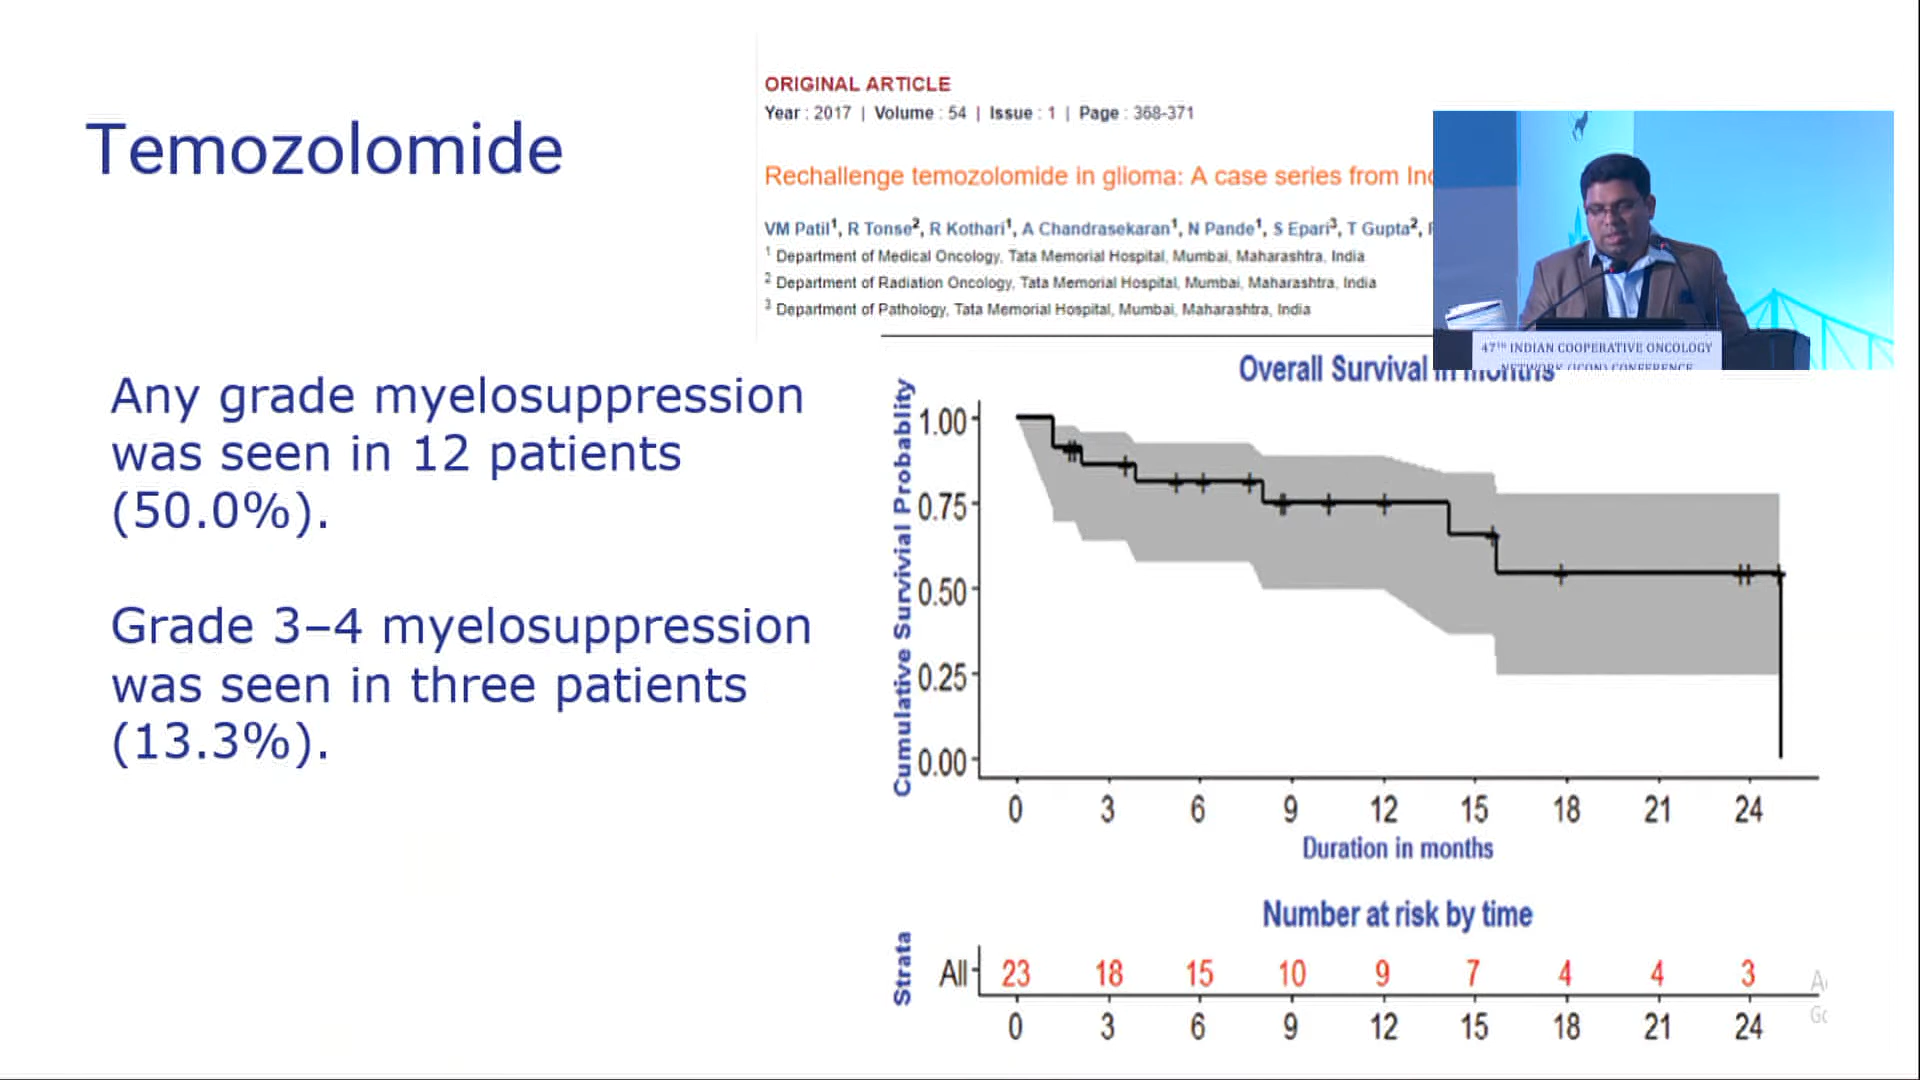 Temozolomide
ORIGINAL ARTICLE
Year : 2017 | Volume : 54 | Issue : 1 | Page : 368-371
Rechallenge temozolomide in glioma: A case series from
VM Patil1, R Tonse2, R Kothari1, A Chandrasekaran1, N Pande1, S Epari3, T Gupta2,
1 Department of Medical Oncology, Tata Memorial Hospital, Mumbai, Maharashtra, India
2 Department of Radiation Oncology, Tata Memorial Hospital, Mumbai, Maharashtra, India
3 Department of Pathology, Tata Memorial Hospital, Mumbai, Maharashtra, India
47TH INDIAN COOPERATIVE ONCOLOGY
NETWORK (ICON) CONFERENCE
Any grade myelosuppression
was seen in 12 patients
(50.0%).
Grade 3–4 myelosuppression
was seen in three patients
(13.3%).
Overall Survival in months
Cumulative Survivial Probablity
1.00
0.75
0.50
0.25
0.00
0 3 6 9 12 15 18 21 24
Duration in months
Number at risk by time
Strata
All 23 18 15 10 9 7 4 4 3
0 3 6 9 12 15 18 21 24